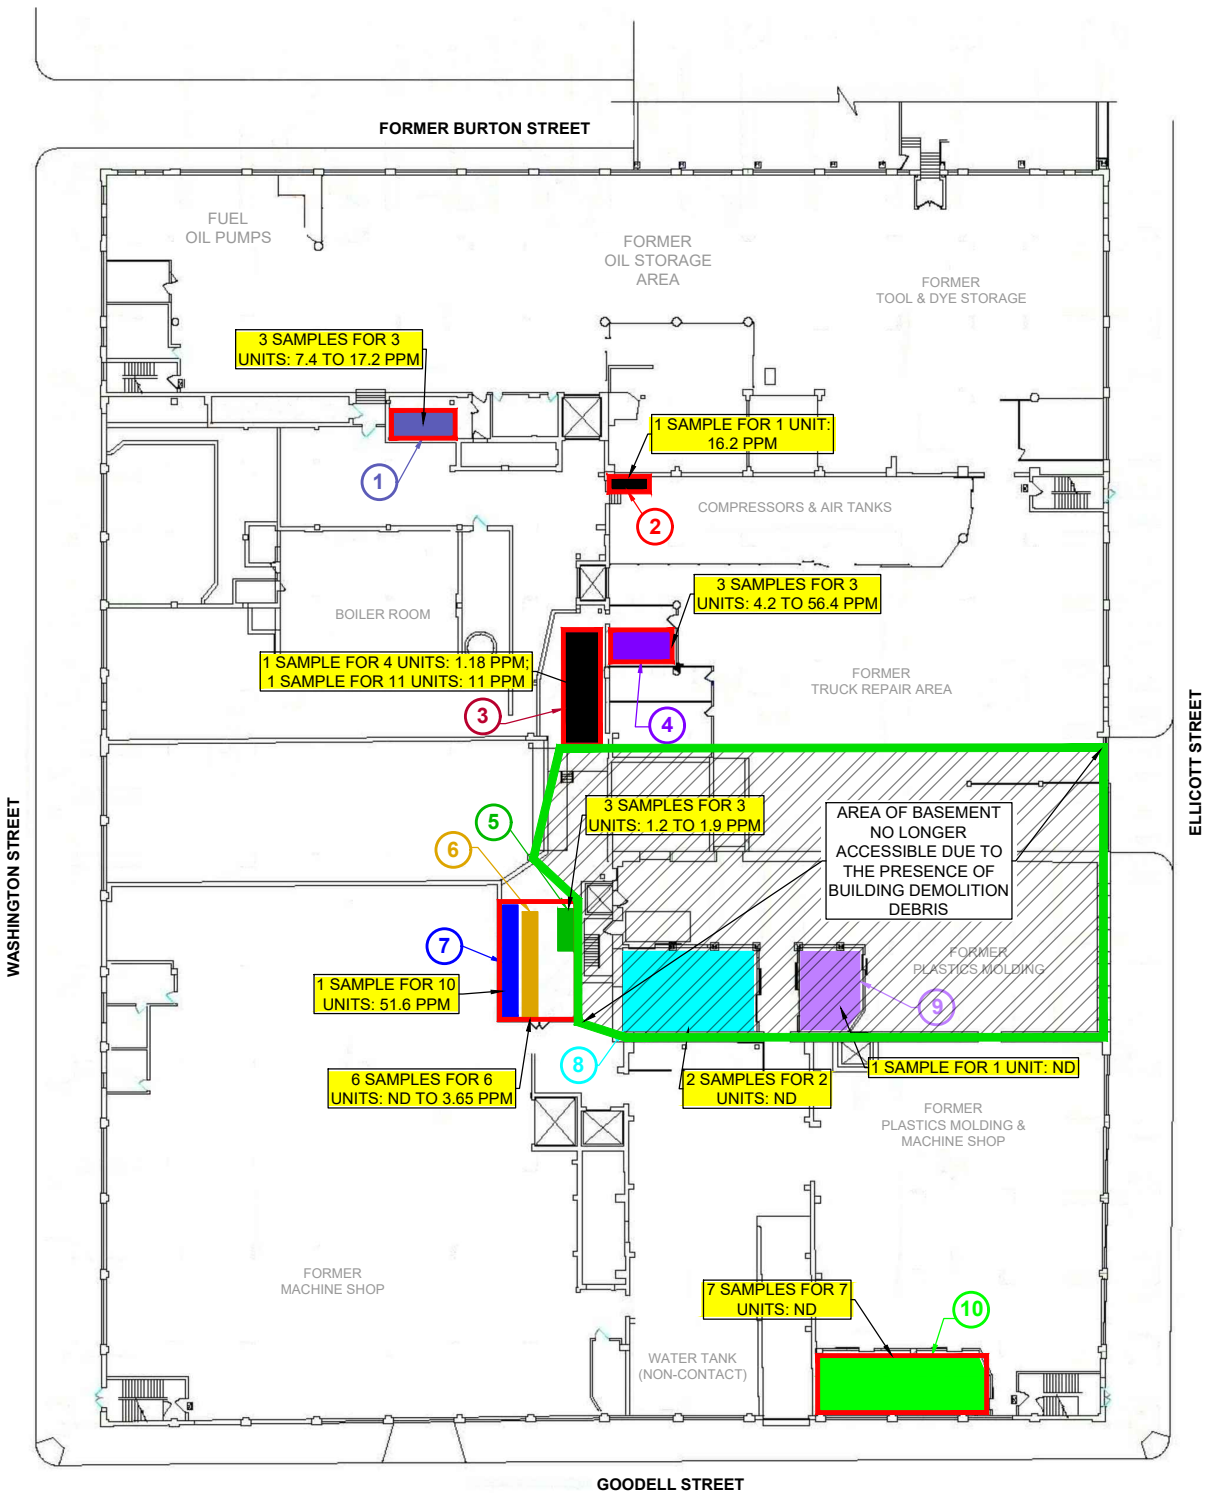 FORMER BURTON STREET
FUEL
OIL PUMPS
FORMER
OIL STORAGE
AREA
FORMER
TOOL & DYE STORAGE
3 SAMPLES FOR 3
UNITS: 7.4 TO 17.2 PPM
1 SAMPLE FOR 1 UNIT:
16.2 PPM
1
2
COMPRESSORS & AIR TANKS
3 SAMPLES FOR 3
UNITS: 4.2 TO 56.4 PPM
BOILER ROOM
1 SAMPLE FOR 4 UNITS: 1.18 PPM;
1 SAMPLE FOR 11 UNITS: 11 PPM
FORMER
TRUCK REPAIR AREA
3
4
ELLICOTT STREET
WASHINGTON STREET
3 SAMPLES FOR 3
UNITS: 1.2 TO 1.9 PPM
5
6
AREA OF BASEMENT
NO LONGER
ACCESSIBLE DUE TO
THE PRESENCE OF
BUILDING DEMOLITION
DEBRIS
7
FORMER
PLASTICS MOLDING
1 SAMPLE FOR 10
UNITS: 51.6 PPM
9
8
1 SAMPLE FOR 1 UNIT: ND
6 SAMPLES FOR 6
UNITS: ND TO 3.65 PPM
2 SAMPLES FOR 2
UNITS: ND
FORMER
PLASTICS MOLDING &
MACHINE SHOP
FORMER
MACHINE SHOP
7 SAMPLES FOR 7
UNITS: ND
10
WATER TANK
(NON-CONTACT)
GOODELL STREET